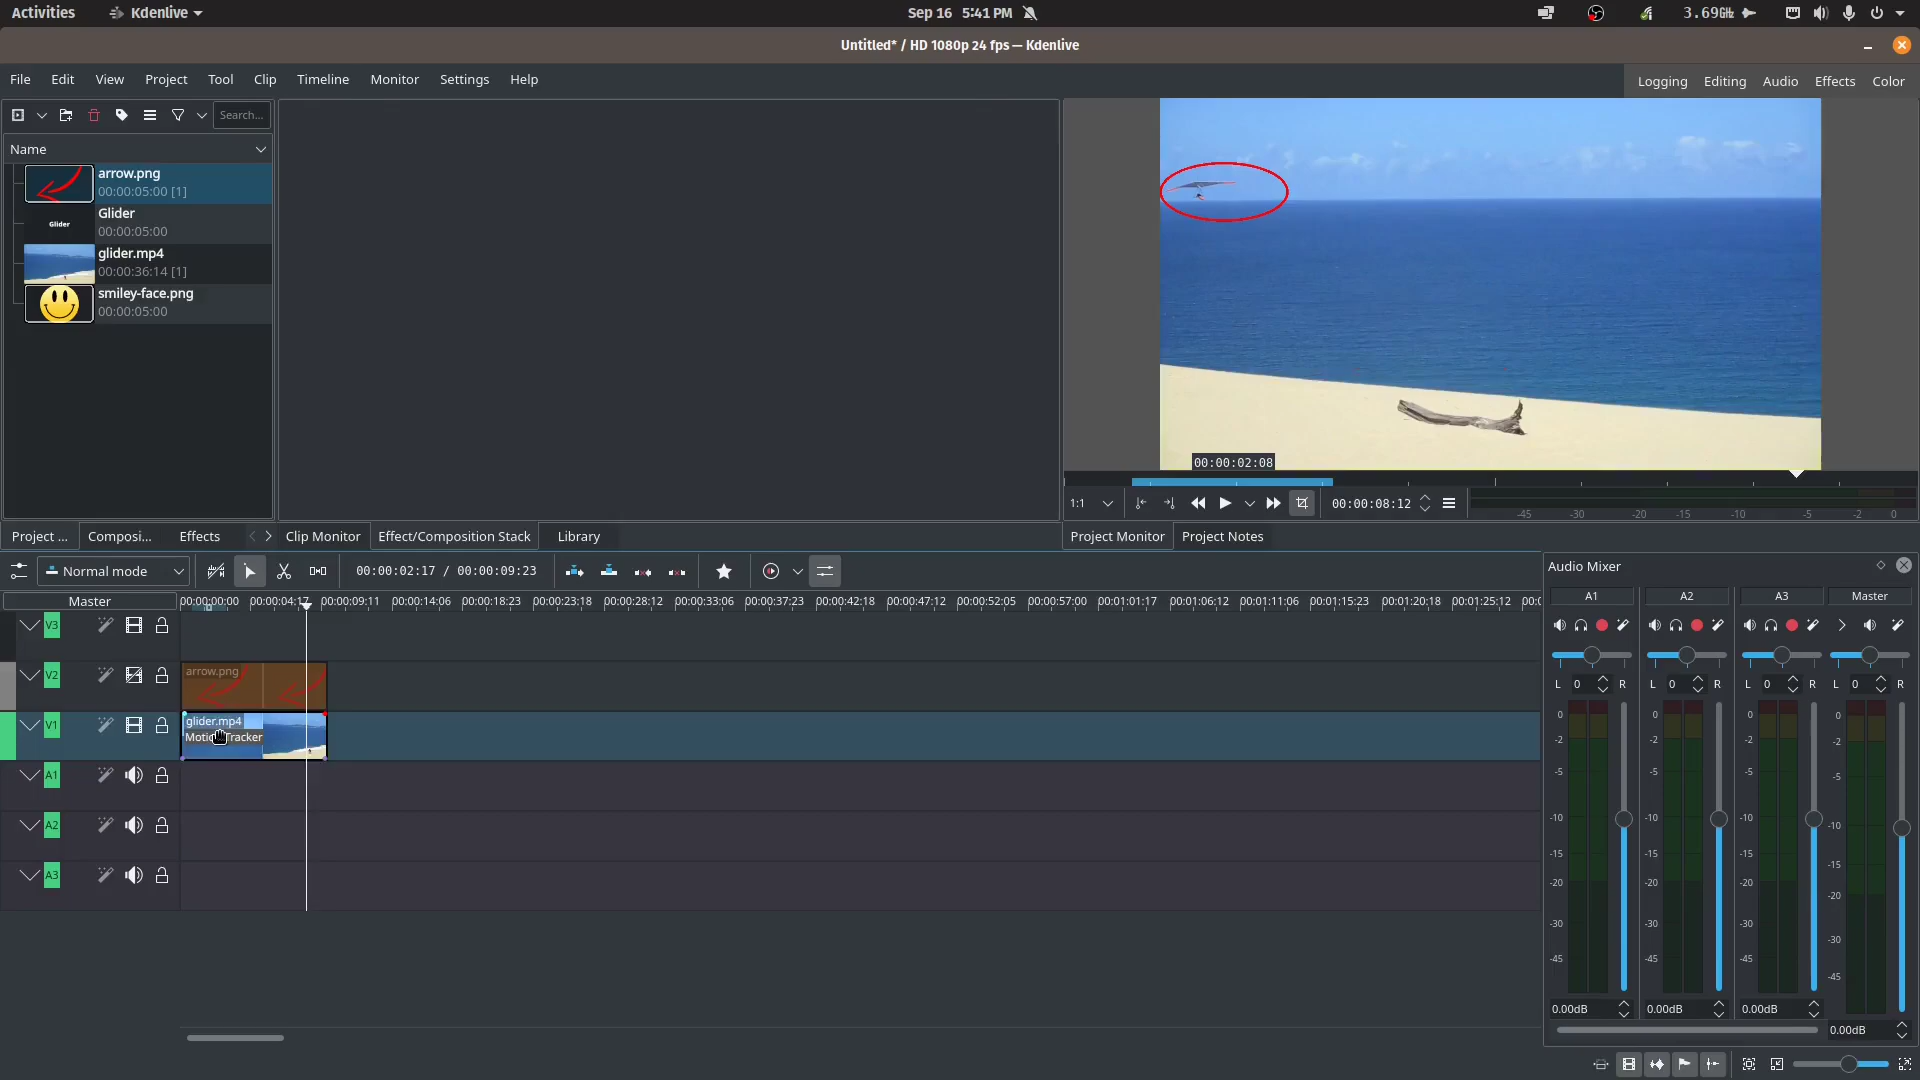 Activities Kdenlive Sep 16 5:41 PM 3.69GHz
Untitled* / HD 1080p 24 fps — Kdenlive
File Edit View Project Tool Clip Timeline Monitor Settings Help Logging Editing Audio Effects Color
Search...
Name
arrow.png
00:00:05:00 [1]
Glider
Glider
00:00:05:00
glider.mp4
00:00:36:14 [1]
smiley-face.png
00:00:05:00
00:00:02:08
1:1 00:00:08:12 -45 -30 -20 -15 -10 -5 -2 0
Project ... Composi... Effects Clip Monitor Effect/Composition Stack Library Project Monitor Project Notes
Normal mode 00:00:02:17 / 00:00:09:23
Audio Mixer
Master 00:00:00:00 00:00:04:17 00:00:09:11 00:00:14:06 00:00:18:23 00:00:23:18 00:00:28:12 00:00:33:06 00:00:37:23 00:00:42:18 00:00:47:12 00:00:52:05 00:00:57:00 00:01:01:17 00:01:06:12 00:01:11:06 00:01:15:23 00:01:20:18 00:01:25:12
A1 A2 A3 Master
V3
V2 arrow.png
V1 glider.mp4
Motion Tracker
A1
A2
A3
L 0 R L 0 R L 0 R L 0 R
0 0 0 0
-2 -2 -2 -2
-5 -5 -5 -5
-10 -10 -10 -10
-15 -15 -15 -15
-20 -20 -20 -20
-30 -30 -30 -30
-45 -45 -45 -45
0.00dB 0.00dB 0.00dB 0.00dB